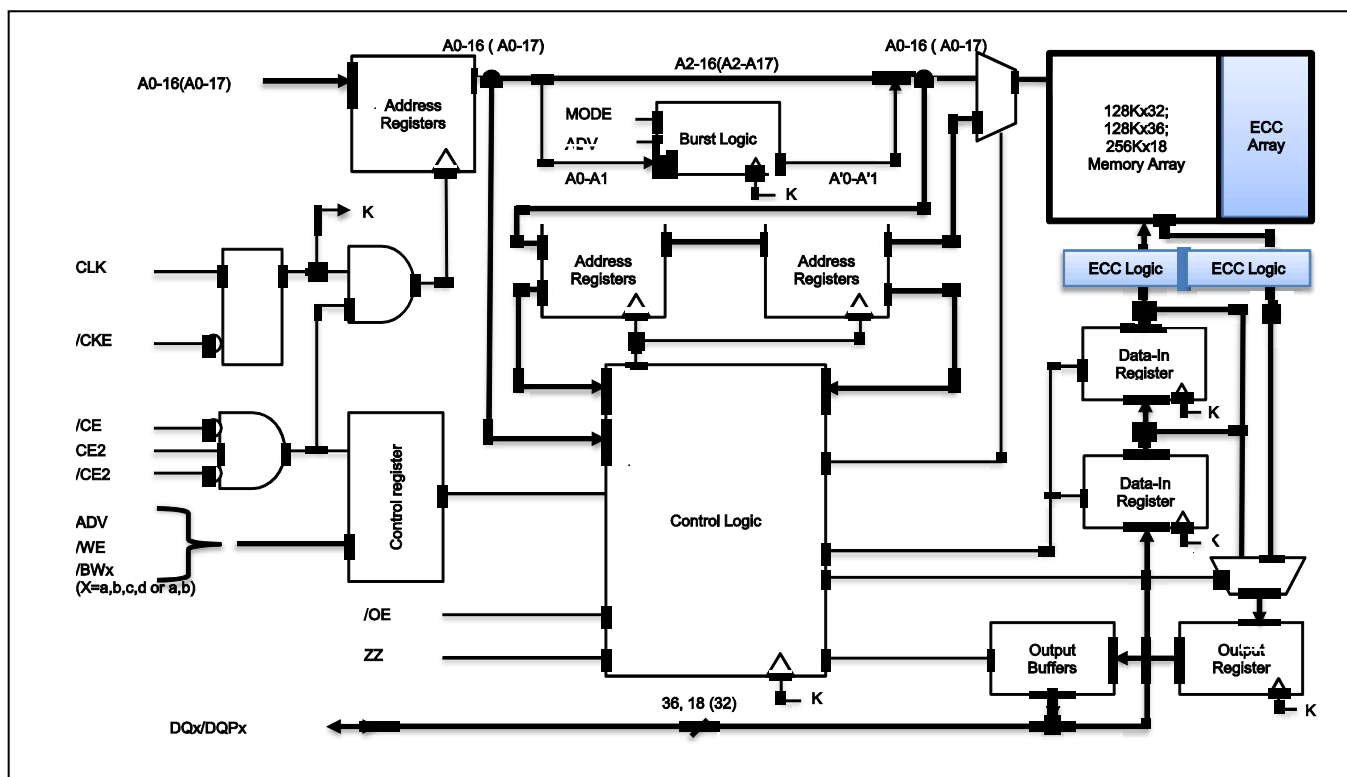 A0-16 ( A0-17)
A0-16 ( A0-17)
A2-16(A2-A17)
A0-16(A0-17)
Address
Registers
MODE
ADV
Burst Logic
A0-A1
A'0-A'1
K
128Kx32;
128Kx36;
256Kx18
Memory Array
ECC
Array
K
CLK
/CKE
Address
Registers
Address
Registers
ECC Logic
ECC Logic
Data-In
Register
K
/CE
CE2
/CE2
Control register
Control Logic
Data-In
Register
K
ADV
/WE
/BWx
(X=a,b,c,d or a,b)
/OE
ZZ
K
Output
Buffers
Output
Register
K
36, 18 (32)
DQx/DQPx